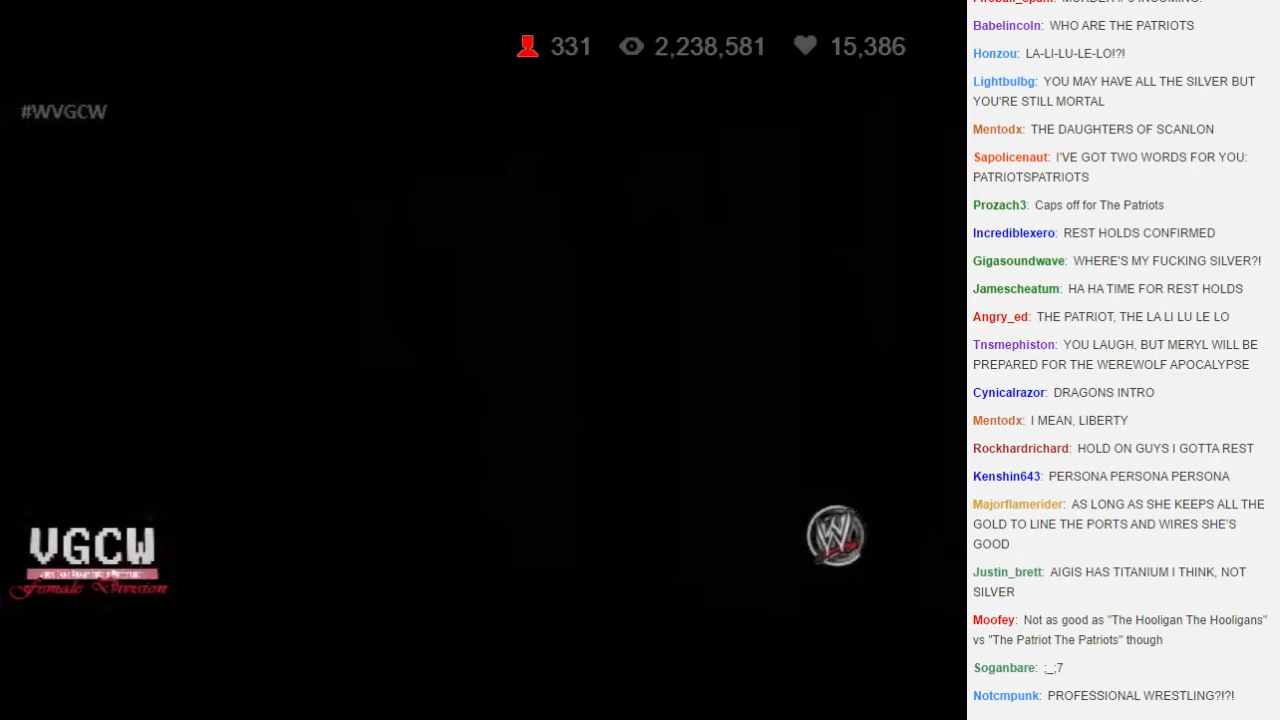 331 2,238,581 15,386
#WVGCW
VGCW
Female Division
W
Babelincoln: WHO ARE THE PATRIOTS
Honzou: LA-LI-LU-LE-LO!?!
Lightbulbg: YOU MAY HAVE ALL THE SILVER BUT
YOU'RE STILL MORTAL
Mentodx: THE DAUGHTERS OF SCANLON
Sapolicenaut: I'VE GOT TWO WORDS FOR YOU:
PATRIOTSPATRIOTS
Prozach3: Caps off for The Patriots
Incrediblexero: REST HOLDS CONFIRMED
Gigasoundwave: WHERE'S MY FUCKING SILVER?!
Jamescheatum: HA HA TIME FOR REST HOLDS
Angry_ed: THE PATRIOT, THE LA LI LU LE LO
Tnsmephiston: YOU LAUGH, BUT MERYL WILL BE
PREPARED FOR THE WEREWOLF APOCALYPSE
Cynicalrazor: DRAGONS INTRO
Mentodx: I MEAN, LIBERTY
Rockhardrichard: HOLD ON GUYS I GOTTA REST
Kenshin643: PERSONA PERSONA PERSONA
Majorflamerider: AS LONG AS SHE KEEPS ALL THE
GOLD TO LINE THE PORTS AND WIRES SHE'S
GOOD
Justin_brett: AIGIS HAS TITANIUM I THINK, NOT
SILVER
Moofey: Not as good as "The Hooligan The Hooligans"
vs "The Patriot The Patriots" though
Soganbare: ;_;7
Notcmpunk: PROFESSIONAL WRESTLING?!?!